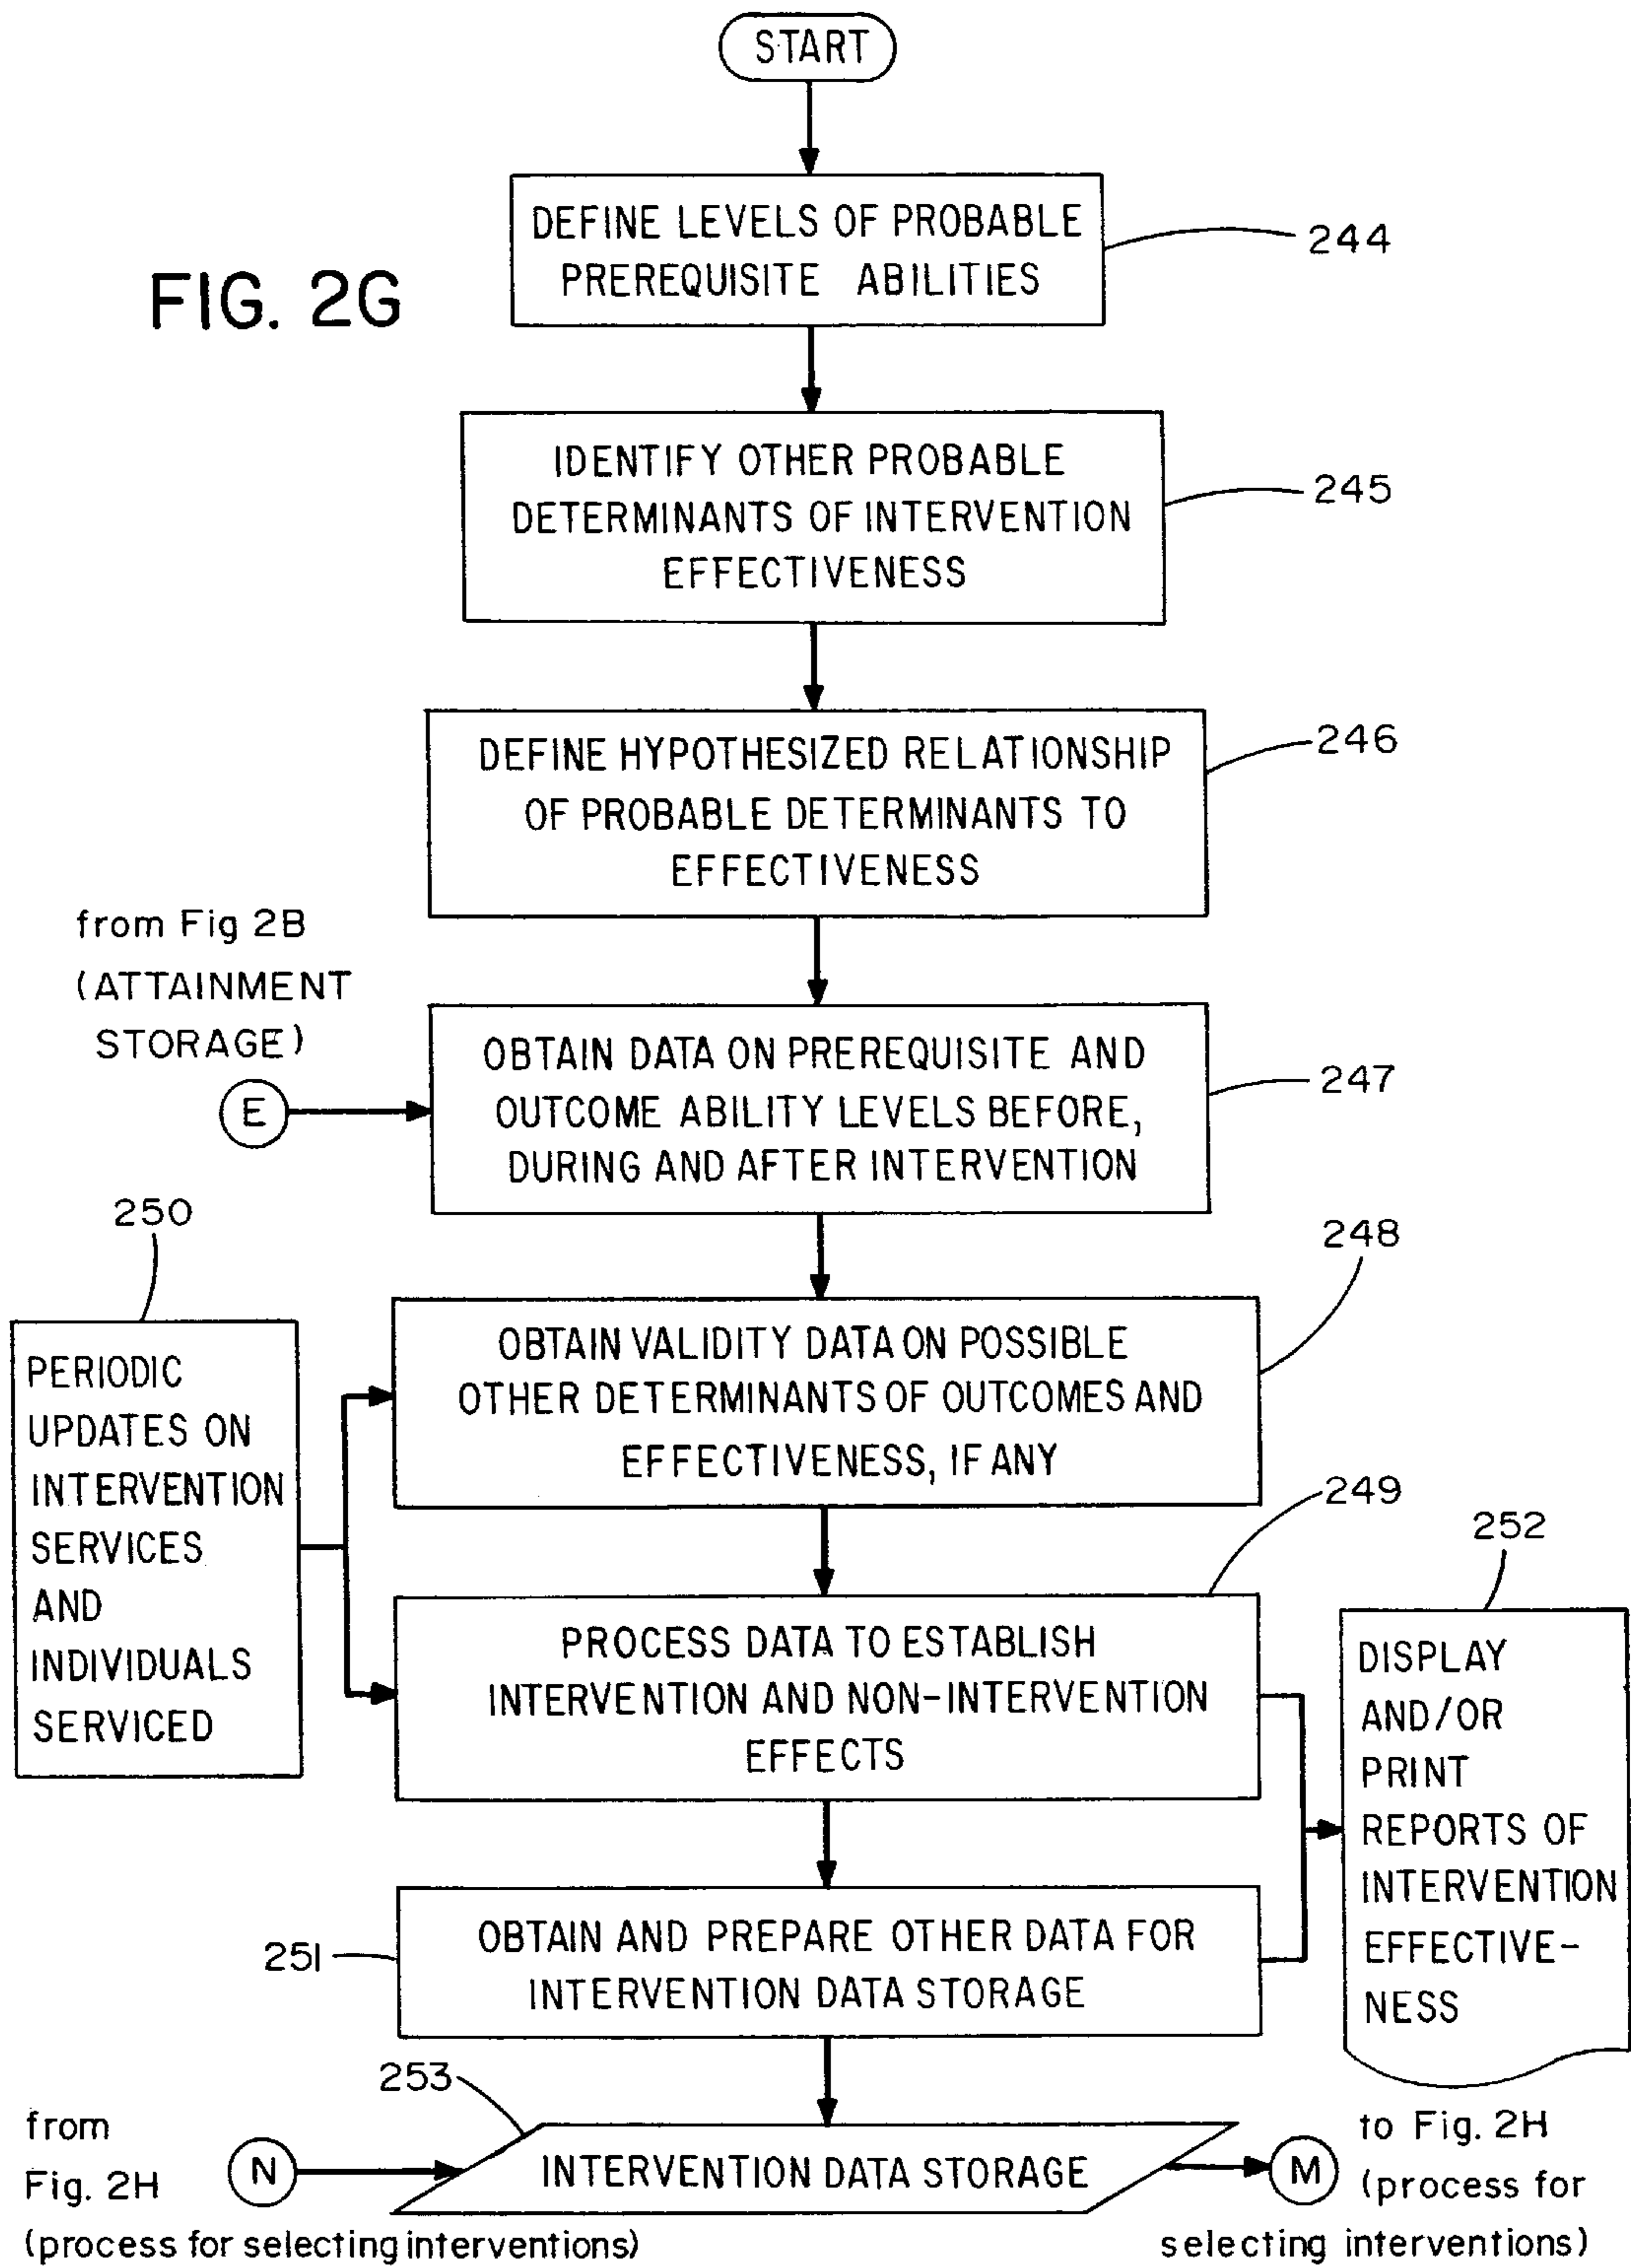 START
DEFINE LEVELS OF PROBABLE
PREREQUISITE ABILITIES
244
FIG. 2G
IDENTIFY OTHER PROBABLE
DETERMINANTS OF INTERVENTION
EFFECTIVENESS
245
DEFINE HYPOTHESIZED RELATIONSHIP
OF PROBABLE DETERMINANTS TO
EFFECTIVENESS
246
from Fig 2B
(ATTAINMENT
STORAGE)
E
OBTAIN DATA ON PREREQUISITE AND
OUTCOME ABILITY LEVELS BEFORE,
DURING AND AFTER INTERVENTION
247
250
PERIODIC
UPDATES ON
INTERVENTION
SERVICES
AND
INDIVIDUALS
SERVICED
OBTAIN VALIDITY DATA ON POSSIBLE
OTHER DETERMINANTS OF OUTCOMES AND
EFFECTIVENESS, IF ANY
248
PROCESS DATA TO ESTABLISH
INTERVENTION AND NON-INTERVENTION
EFFECTS
249
252
DISPLAY
AND/OR
PRINT
REPORTS OF
INTERVENTION
EFFECTIVE-
NESS
251
OBTAIN AND PREPARE OTHER DATA FOR
INTERVENTION DATA STORAGE
253
from
Fig. 2H
(process for selecting interventions)
N
INTERVENTION DATA STORAGE
M
to Fig. 2H
(process for
selecting interventions)